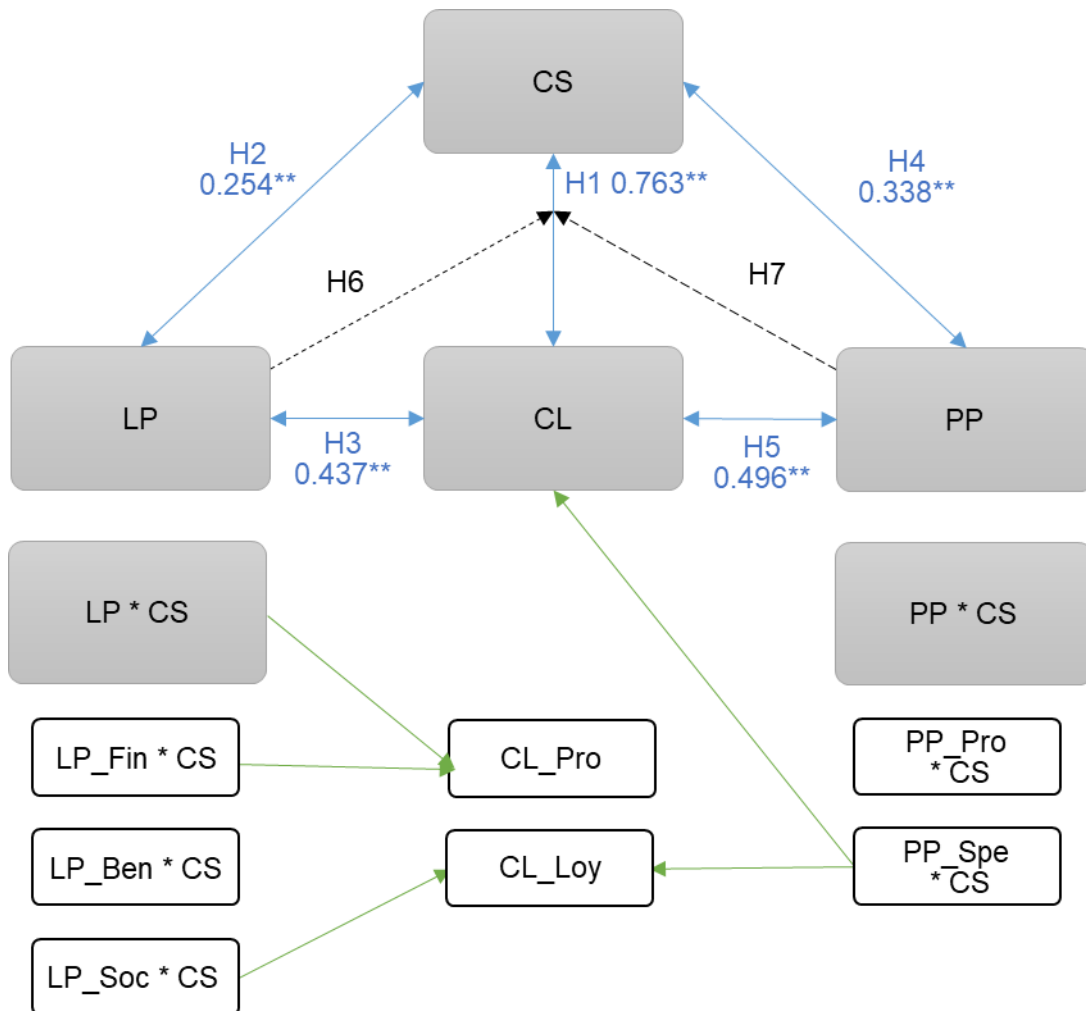 CS
H2
0.254**
H1 0.763**
H4
0.338**
H6
H7
LP
CL
PP
H3
0.437**
H5
0.496**
LP * CS
PP * CS
LP_Fin * CS
CL_Pro
PP_Pro
* CS
LP_Ben * CS
CL_Loy
PP_Spe
* CS
LP_Soc * CS